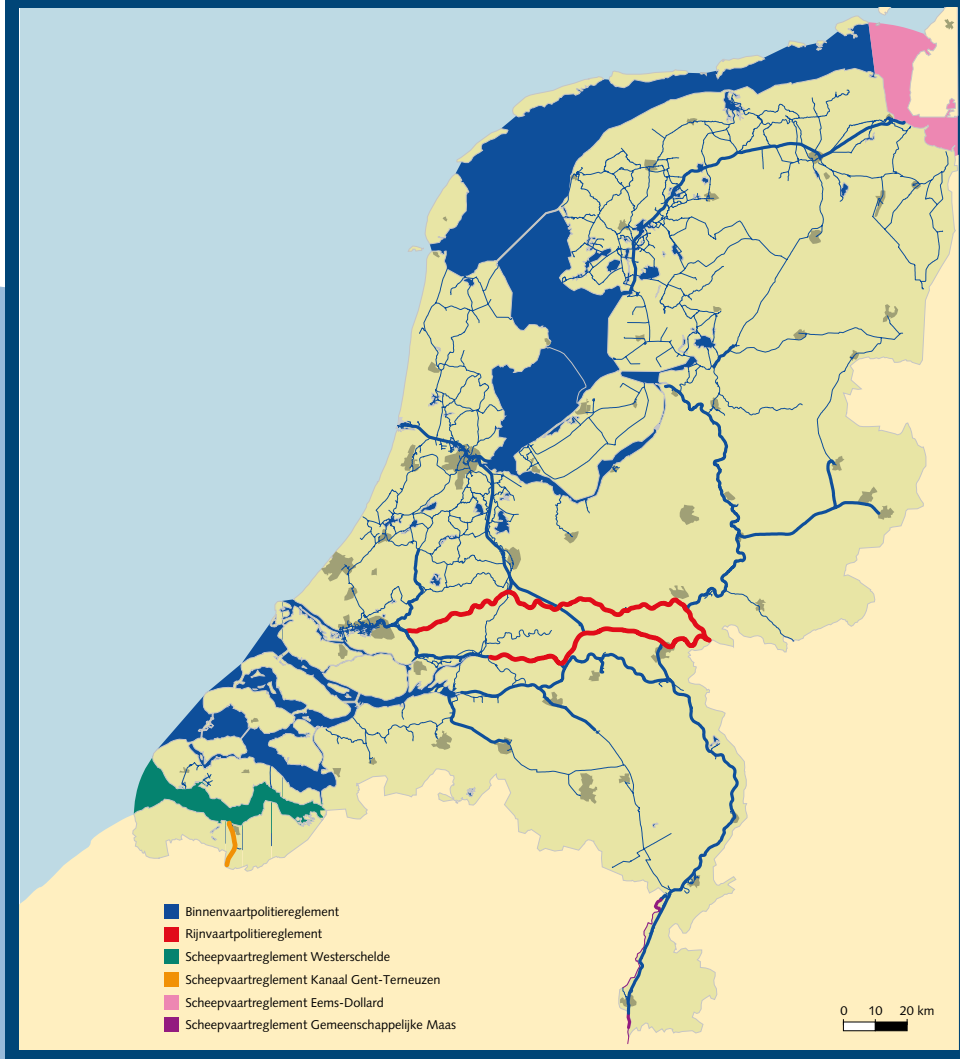 Binnenvaartpolitiereglement
Rijnvaartpolitiereglement
Scheepvaartreglement Westerschelde
Scheepvaartreglement Kanaal Gent-Terneuzen
Scheepvaartreglement Eems-Dollard
Scheepvaartreglement Gemeenschappelijke Maas
0 10 20 km